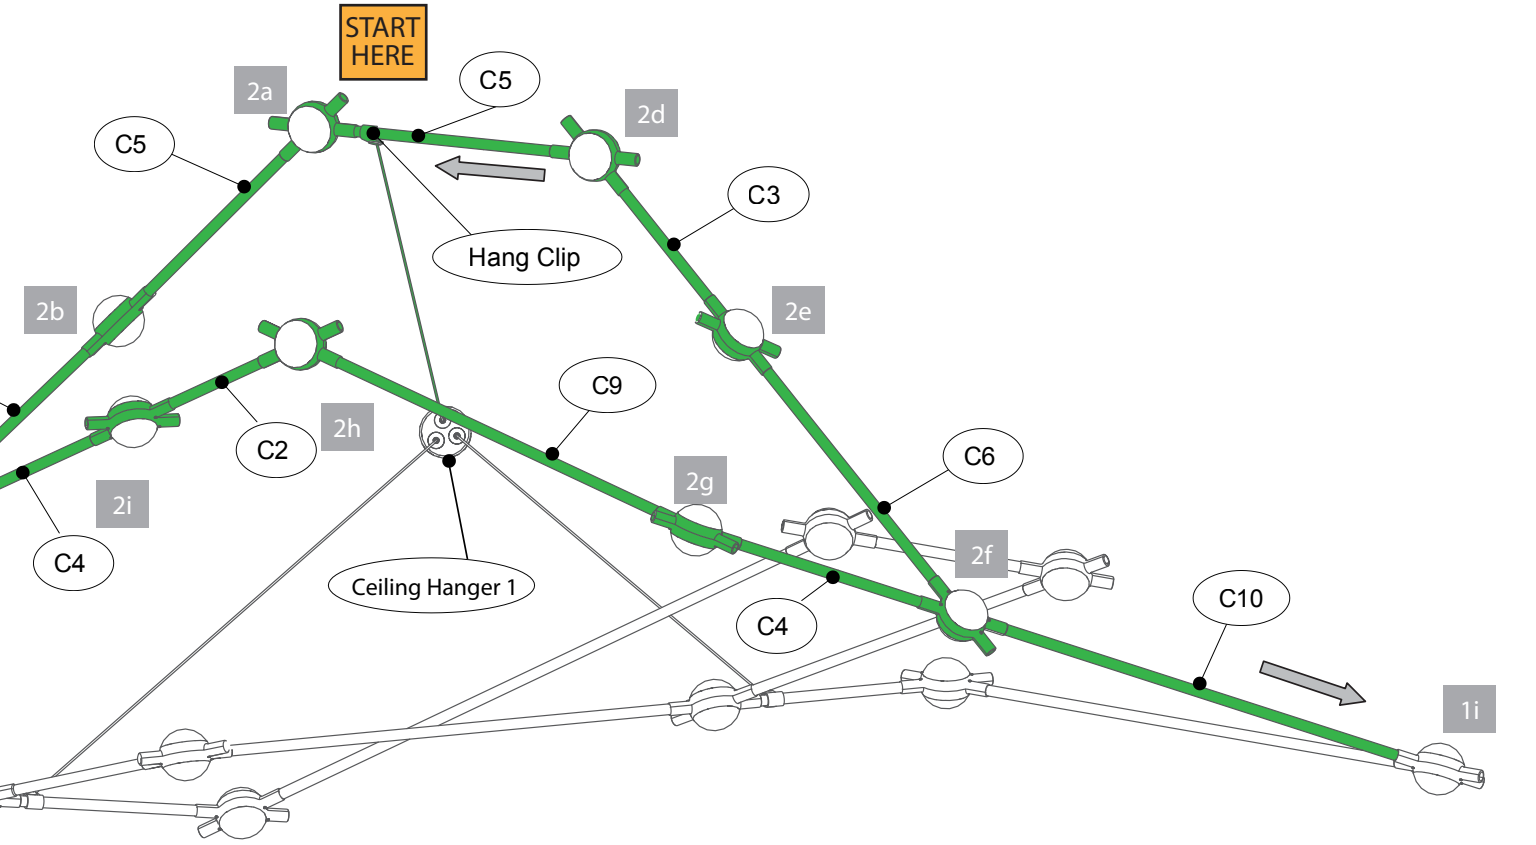 START
HERE
2a
C5
2d
C5
C3
Hang Clip
2b
2e
C9
2h
C2
C6
2g
2i
C4
2f
Ceiling Hanger 1
C4
C10
1i